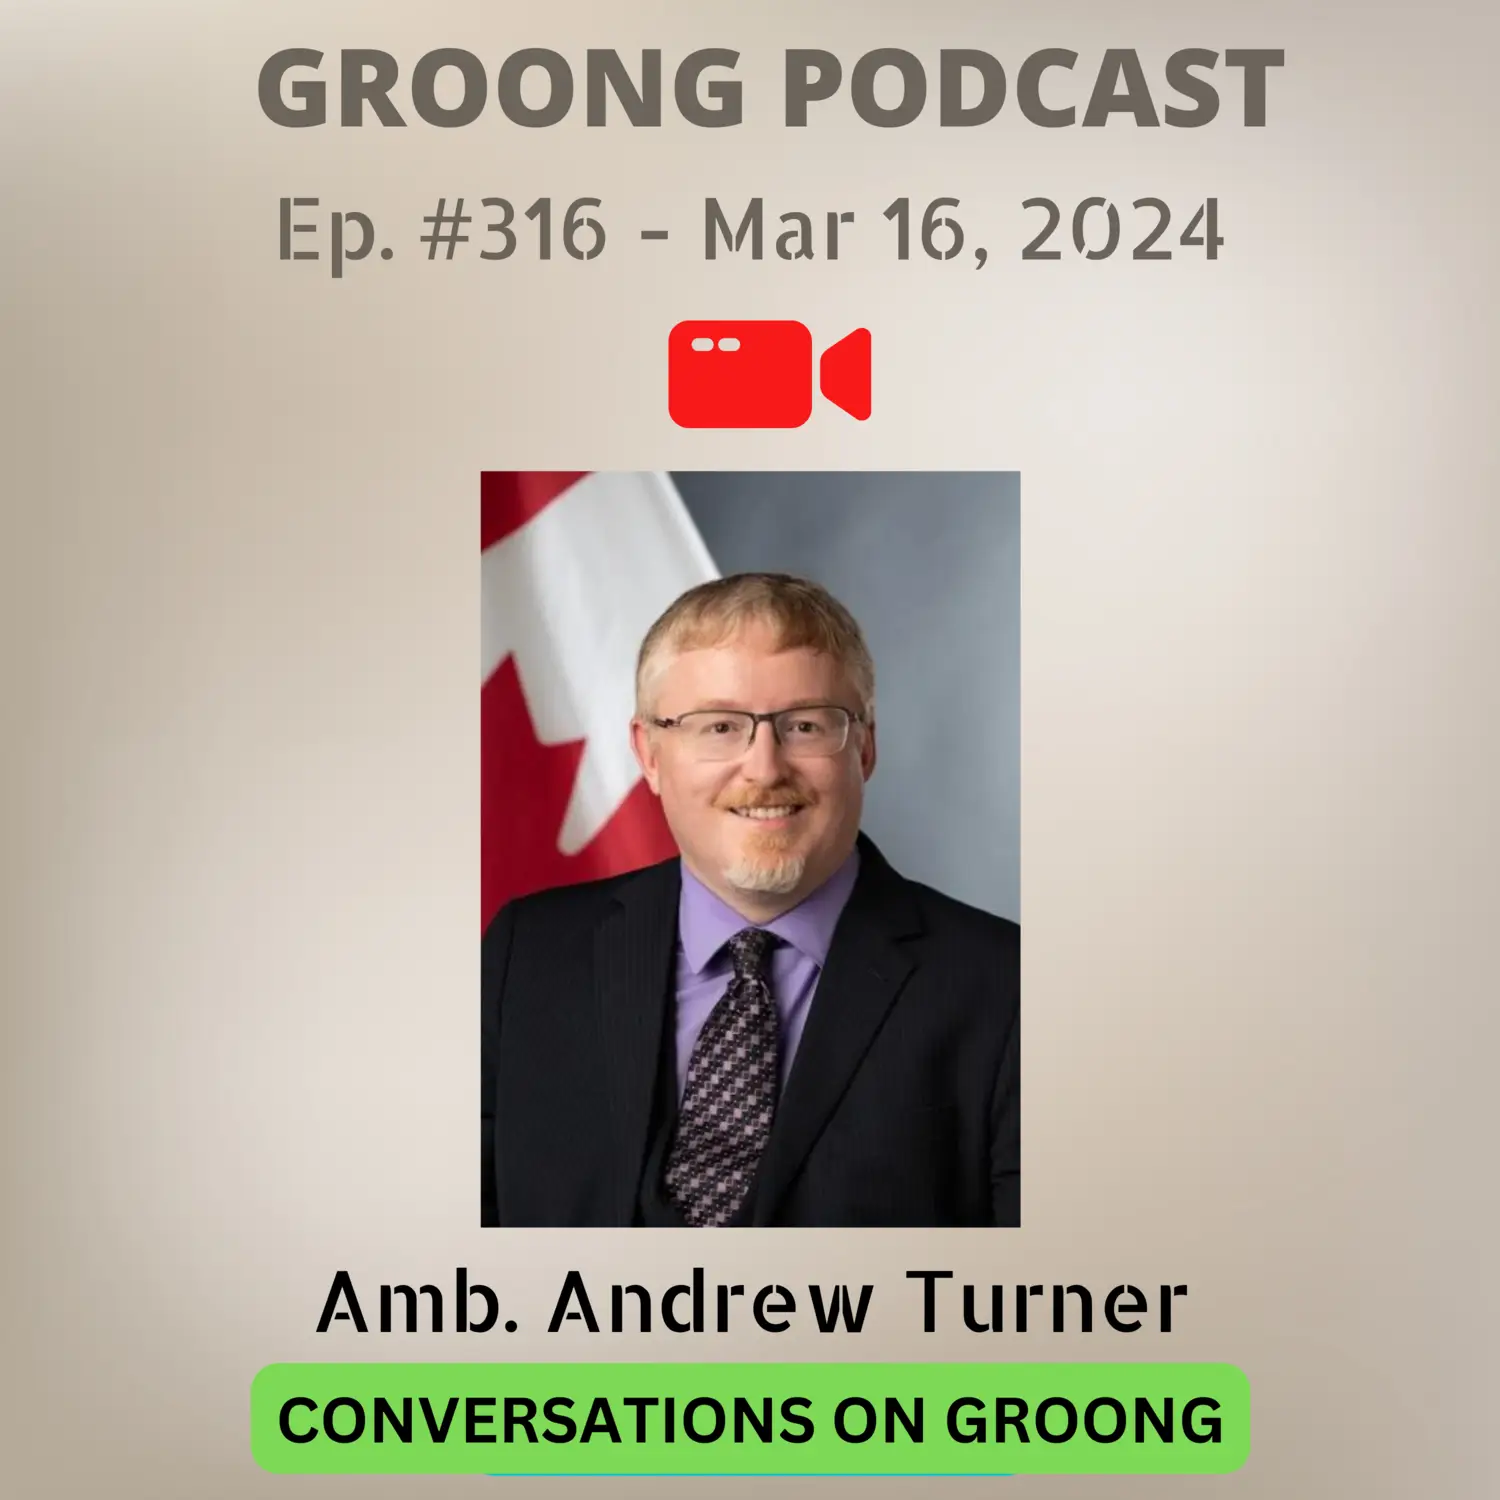 GROONG PODCAST
Ep. #316 - Mar 16, 2024
Amb. Andrew Turner
CONVERSATIONS ON GROONG